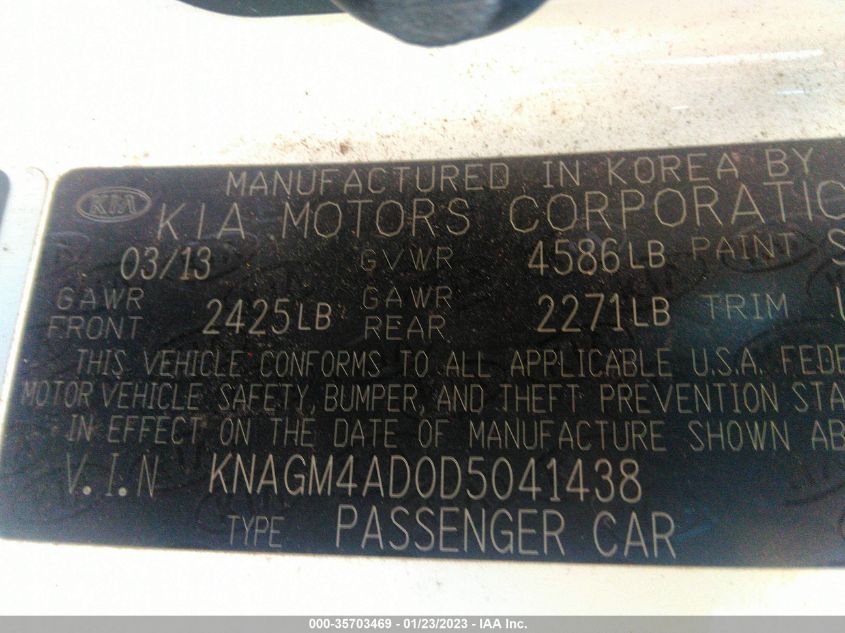 MANUFACTURED IN KOREA BY
KIA KIA MOTORS CORPORATIO
03/13 GVWR 4586LB PAINT S
GAWR FRONT 2425LB GAWR REAR 2271LB TRIM U
THIS VEHICLE CONFORMS TO ALL APPLICABLE U.S.A. FEDE
MOTOR VEHICLE SAFETY, BUMPER, AND THEFT PREVENTION STA
IN EFFECT ON THE DATE OF MANUFACTURE SHOWN AB
V.I.N KNAGM4AD0D5041438
TYPE PASSENGER CAR
000-35703469 - 01/23/2023 - IAA Inc.